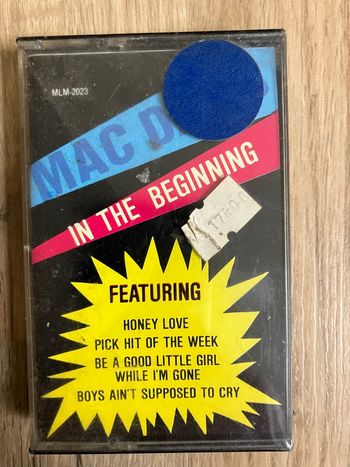 MLM-2023
MAC D
IN THE BEGINNING
FEATURING
HONEY LOVE
PICK HIT OF THE WEEK
BE A GOOD LITTLE GIRL
WHILE I'M GONE
BOYS AIN'T SUPPOSED TO CRY